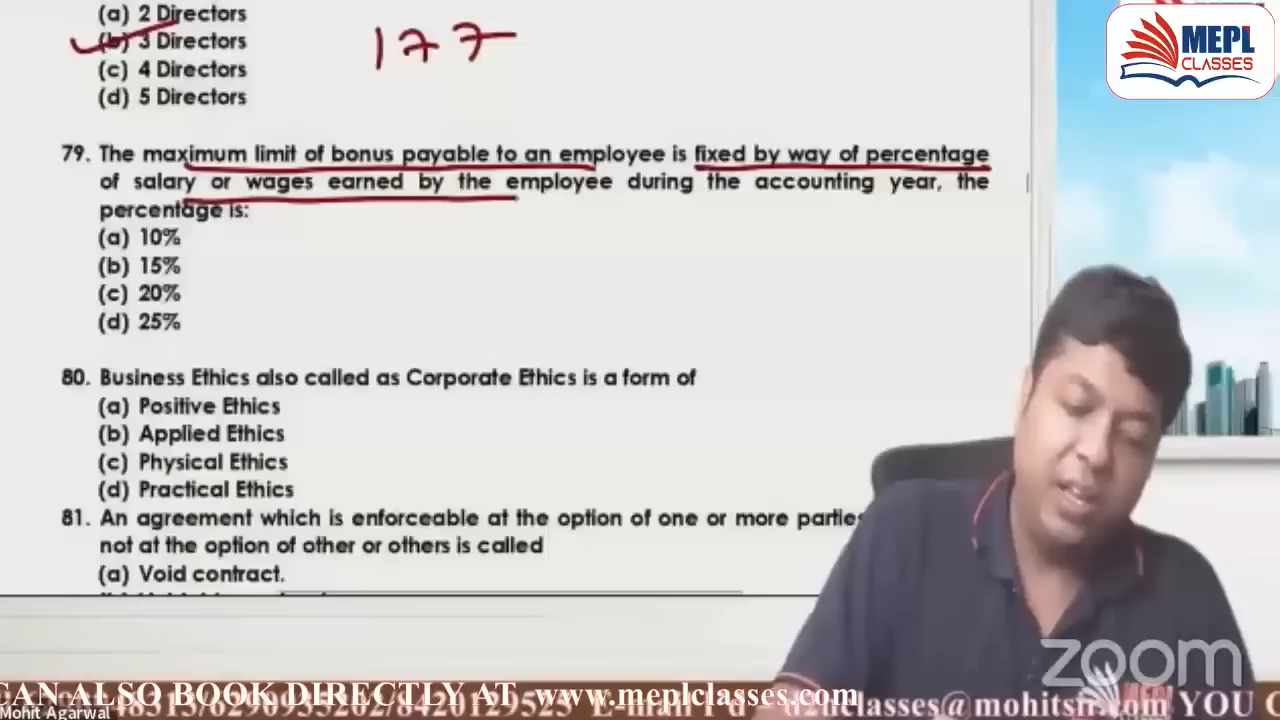 (a) 2 Directors
(b) 3 Directors
177
(c) 4 Directors
(d) 5 Directors
MEPL
CLASSES
79. The maximum limit of bonus payable to an employee is fixed by way of percentage
of salary or wages earned by the employee during the accounting year, the
percentage is:
(a) 10%
(b) 15%
(c) 20%
(d) 25%
80. Business Ethics also called as Corporate Ethics is a form of
(a) Positive Ethics
(b) Applied Ethics
(c) Physical Ethics
(d) Practical Ethics
81. An agreement which is enforceable at the option of one or more parties
not at the option of other or others is called
(a) Void contract.
zoom
CAN ALSO BOOK DIRECTLY AT www.meplclasses.com
YOU
Mohit Agarwal